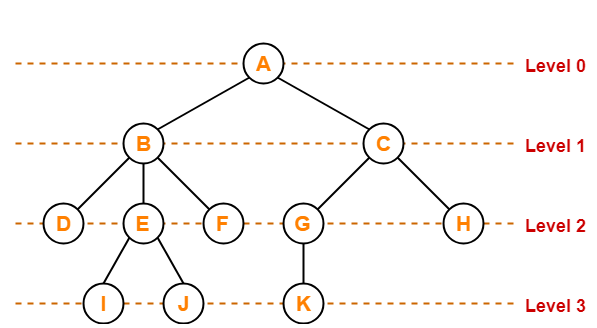 A Level 0
B C Level 1
D E F G H Level 2
I J K Level 3